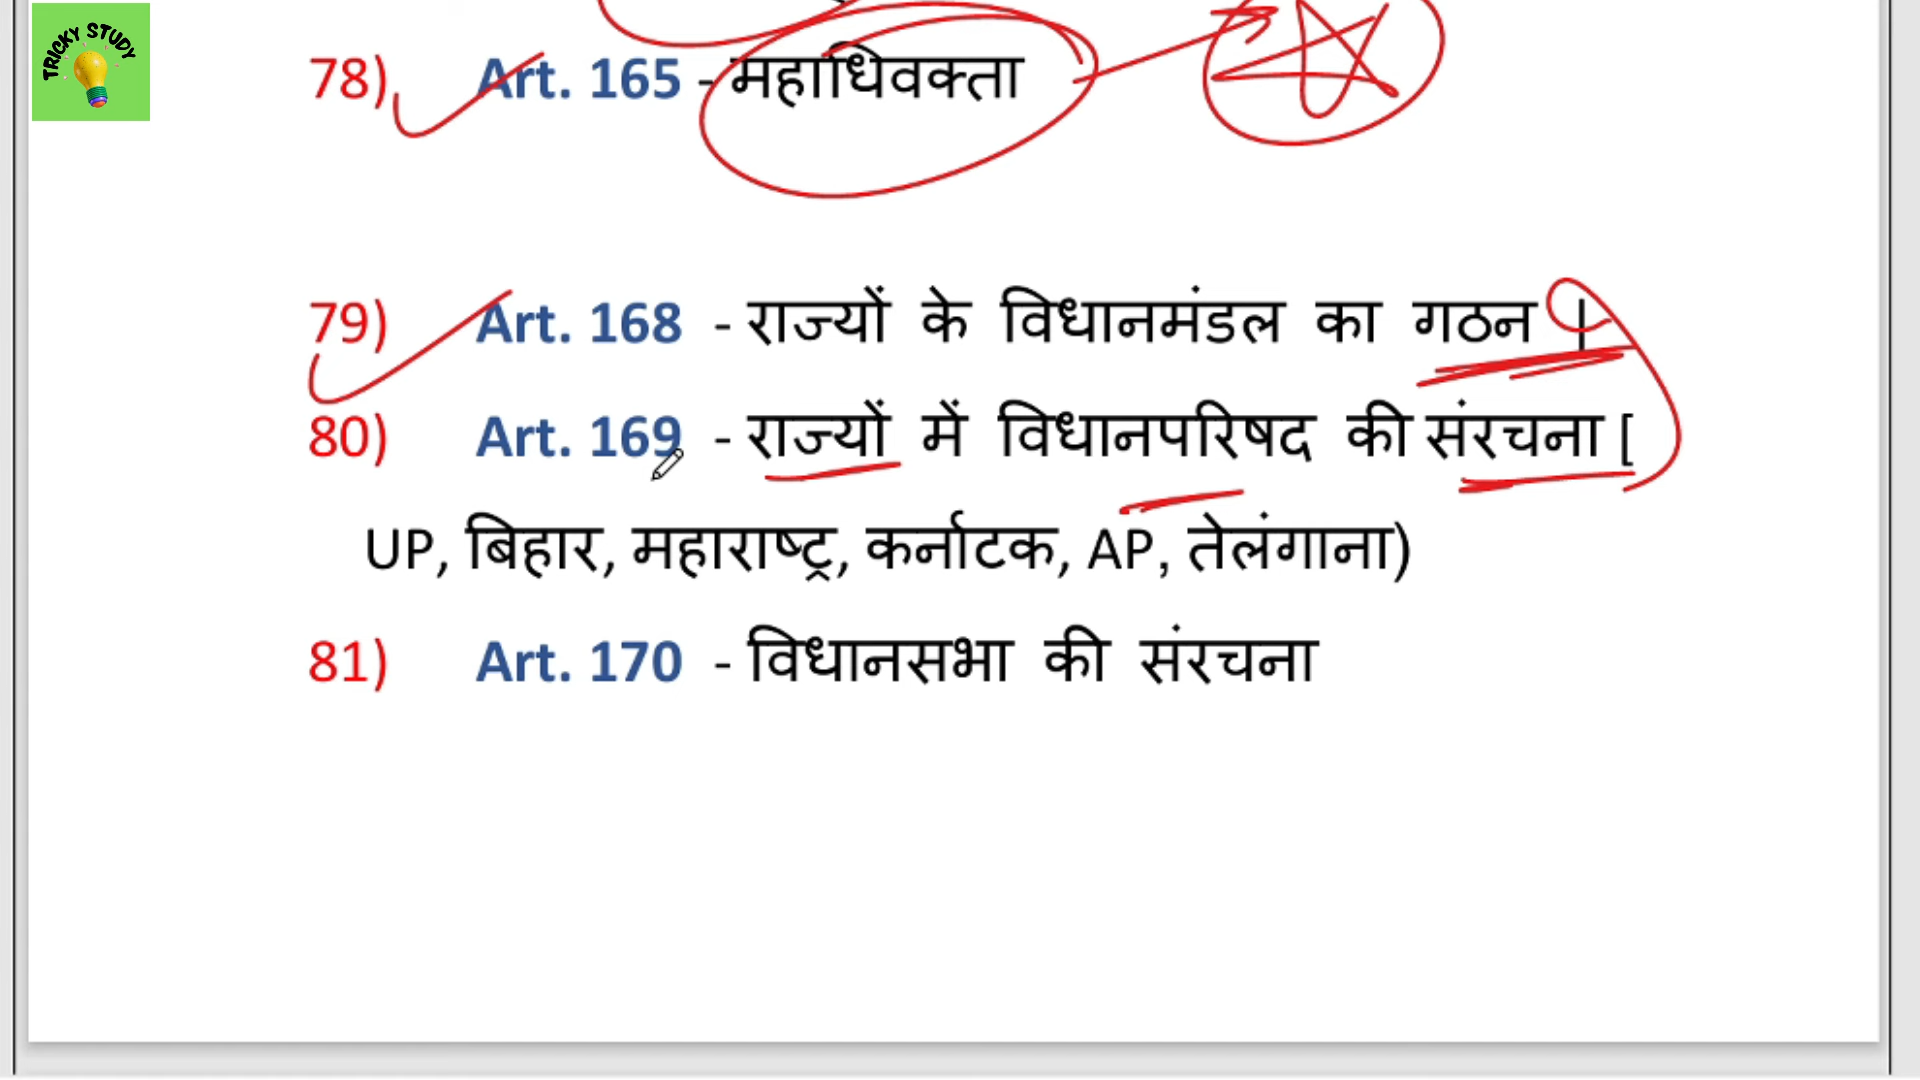 TRICKY STUDY
78) Art. 165 - महाधिवक्ता
79) Art. 168 - राज्यों के विधानमंडल का गठन |
80) Art. 169 - राज्यों में विधानपरिषद की संरचना [
UP, बिहार, महाराष्ट्र, कर्नाटक, AP, तेलंगाना)
81) Art. 170 - विधानसभा की संरचना